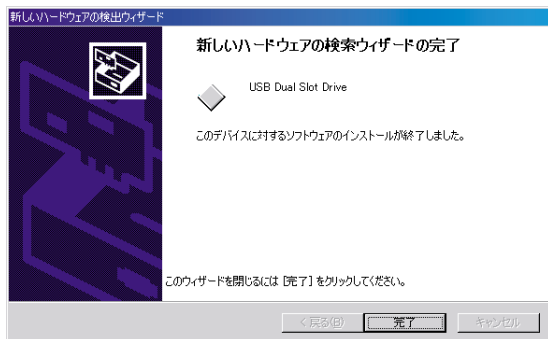 新しいハードウェアの検出ウィザード
新しいハードウェアの検索ウィザードの完了
USB Dual Slot Drive
このデバイスに対するソフトウェアのインストールが終了しました。
このウィザードを閉じるには [完了] をクリックしてください。
< 戻る(B)
完了
キャンセル